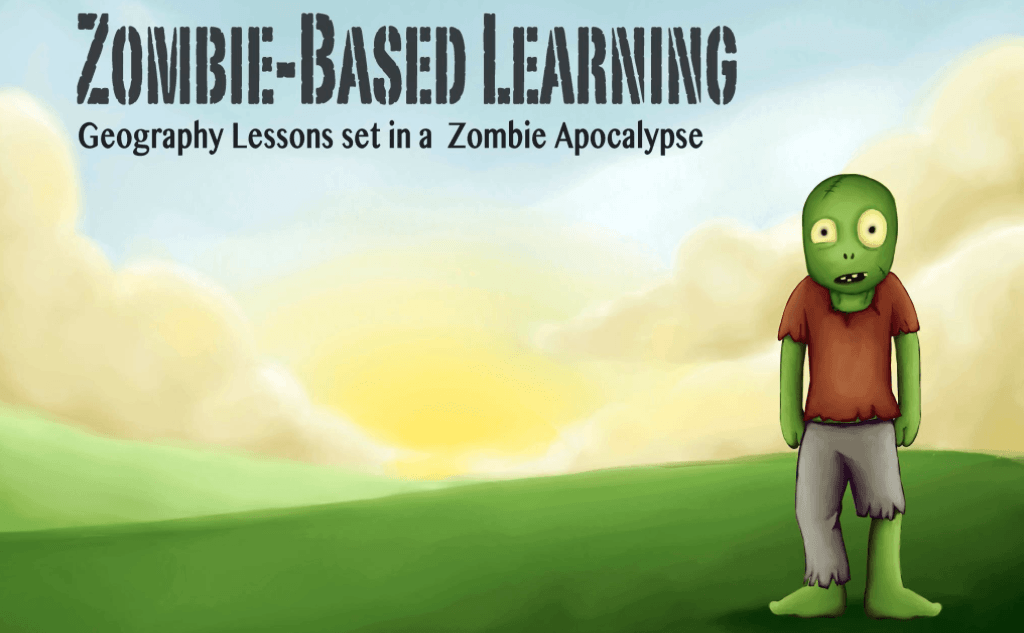 Zombie-Based Learning
Geography Lessons set in a Zombie Apocalypse